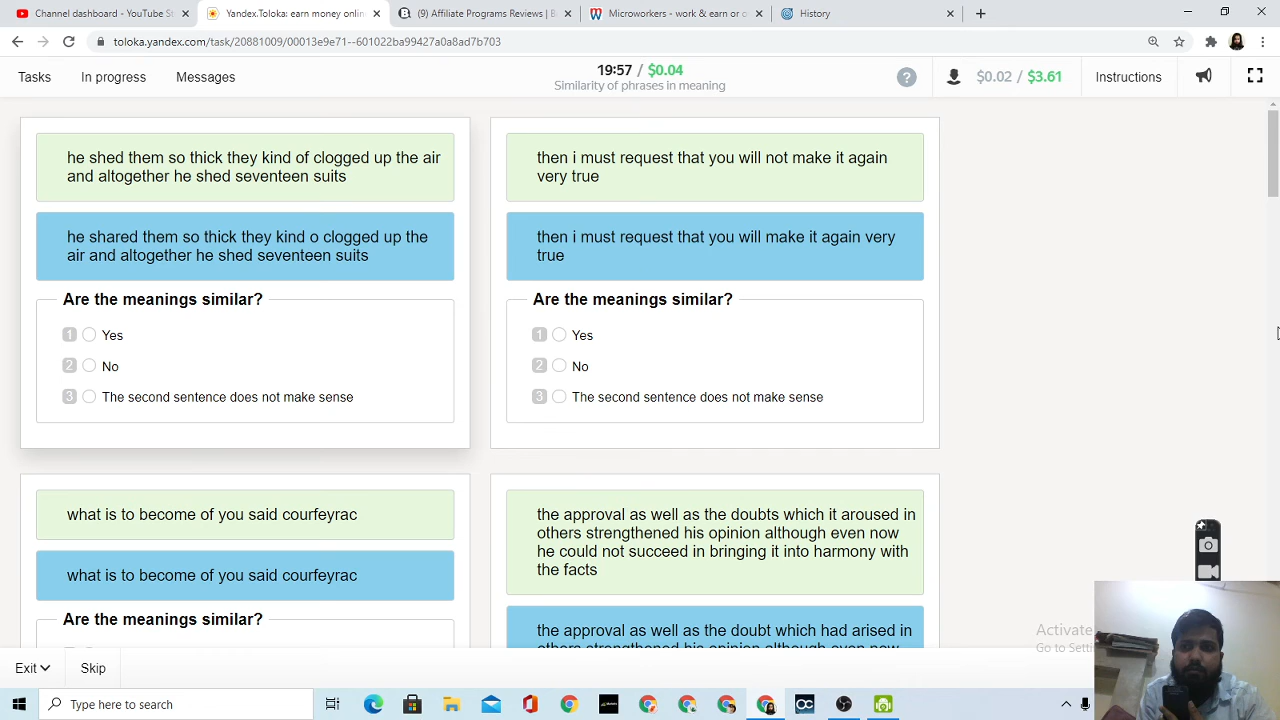 Channel dashboard - YouTube St
Yandex.Toloka: earn money onlin
(9) Affiliate Programs Reviews | B
Microworkers - work & earn or o
History
toloka.yandex.com/task/20881009/00013e9e71--601022ba99427a0a8ad7b703
Tasks
In progress
Messages
19:57 / $0.04
Similarity of phrases in meaning
?
$0.02 / $3.61
Instructions
he shed them so thick they kind of clogged up the air
and altogether he shed seventeen suits
he shared them so thick they kind o clogged up the
air and altogether he shed seventeen suits
Are the meanings similar?
1 Yes
2 No
3 The second sentence does not make sense
then i must request that you will not make it again
very true
then i must request that you will make it again very
true
Are the meanings similar?
1 Yes
2 No
3 The second sentence does not make sense
what is to become of you said courfeyrac
what is to become of you said courfeyrac
Are the meanings similar?
the approval as well as the doubts which it aroused in
others strengthened his opinion although even now
he could not succeed in bringing it into harmony with
the facts
the approval as well as the doubt which had arised in
others strengthened his opinion although even now
Activate
Go to Setti
Exit
Skip
Type here to search